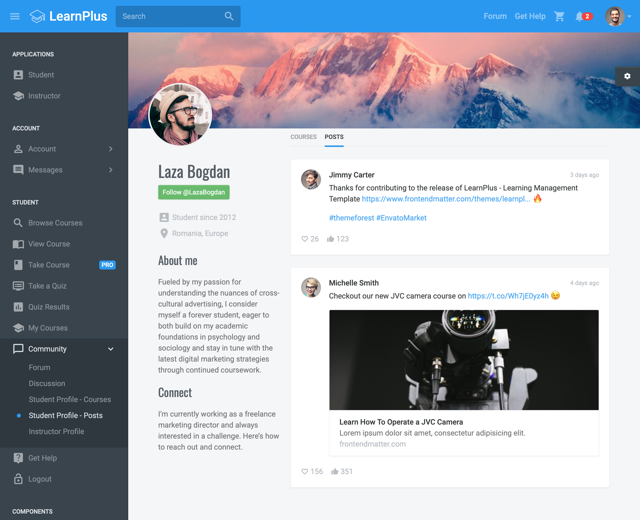 LearnPlus
Search
Forum
Get Help
2
APPLICATIONS
Student
Instructor
ACCOUNT
Account
Messages
STUDENT
Browse Courses
View Course
Take Course
PRO
Take a Quiz
Quiz Results
My Courses
Community
Forum
Discussion
Student Profile - Courses
Student Profile - Posts
Instructor Profile
Get Help
Logout
COMPONENTS
Laza Bogdan
Follow @LazaBogdan
Student since 2012
Romania, Europe
About me
Fueled by my passion for
understanding the nuances of cross-
cultural advertising, I consider
myself a forever student, eager to
both build on my academic
foundations in psychology and
sociology and stay in tune with the
latest digital marketing strategies
through continued coursework.
Connect
I'm currently working as a freelance
marketing director and always
interested in a challenge. Here's how
to reach out and connect.
COURSES
POSTS
Jimmy Carter
3 days ago
Thanks for contributing to the release of LearnPlus - Learning Management
Template https://www.frontendmatter.com/themes/learnpl... 🔥
#themeforest #EnvatoMarket
26
123
Michelle Smith
4 days ago
Checkout our new JVC camera course on https://t.co/Wh7jE0yz4h 😉
Learn How To Operate a JVC Camera
Lorem ipsum dolor sit amet, consectetur adipisicing elit.
frontendmatter.com
156
351